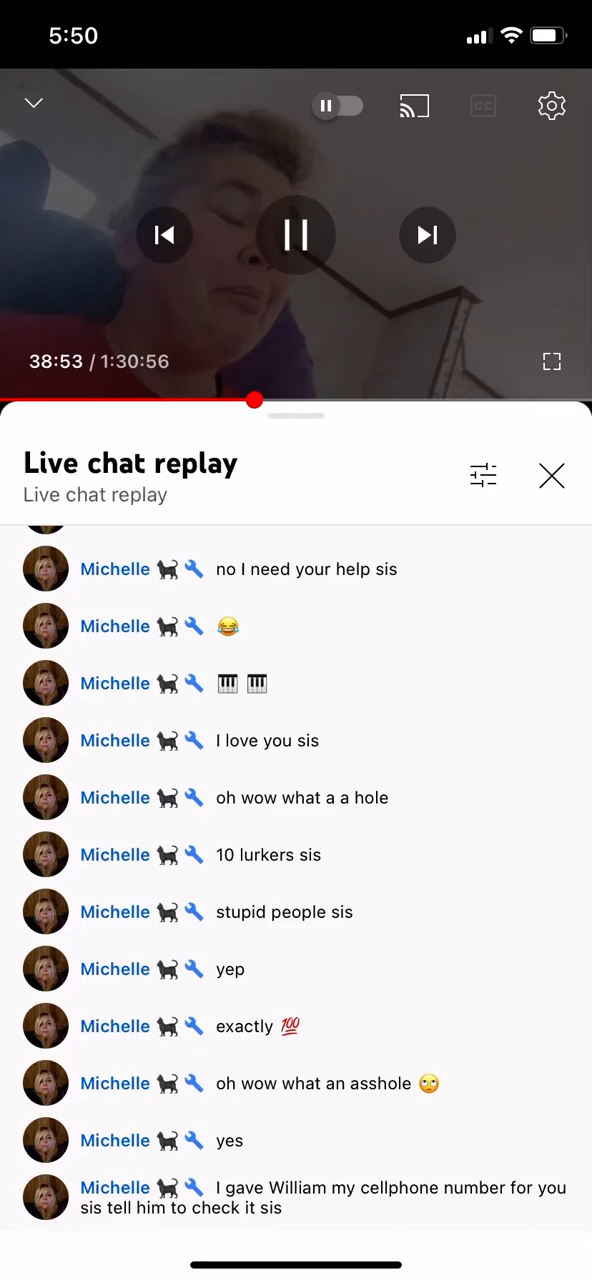 5:50
CC
38:53 / 1:30:56
Live chat replay
Live chat replay
Michelle 🐈‍⬛ 🔧 no I need your help sis
Michelle 🐈‍⬛ 🔧 😂
Michelle 🐈‍⬛ 🔧 🎹 🎹
Michelle 🐈‍⬛ 🔧 I love you sis
Michelle 🐈‍⬛ 🔧 oh wow what a a hole
Michelle 🐈‍⬛ 🔧 10 lurkers sis
Michelle 🐈‍⬛ 🔧 stupid people sis
Michelle 🐈‍⬛ 🔧 yep
Michelle 🐈‍⬛ 🔧 exactly 💯
Michelle 🐈‍⬛ 🔧 oh wow what an asshole 🙄
Michelle 🐈‍⬛ 🔧 yes
Michelle 🐈‍⬛ 🔧 I gave William my cellphone number for you
sis tell him to check it sis